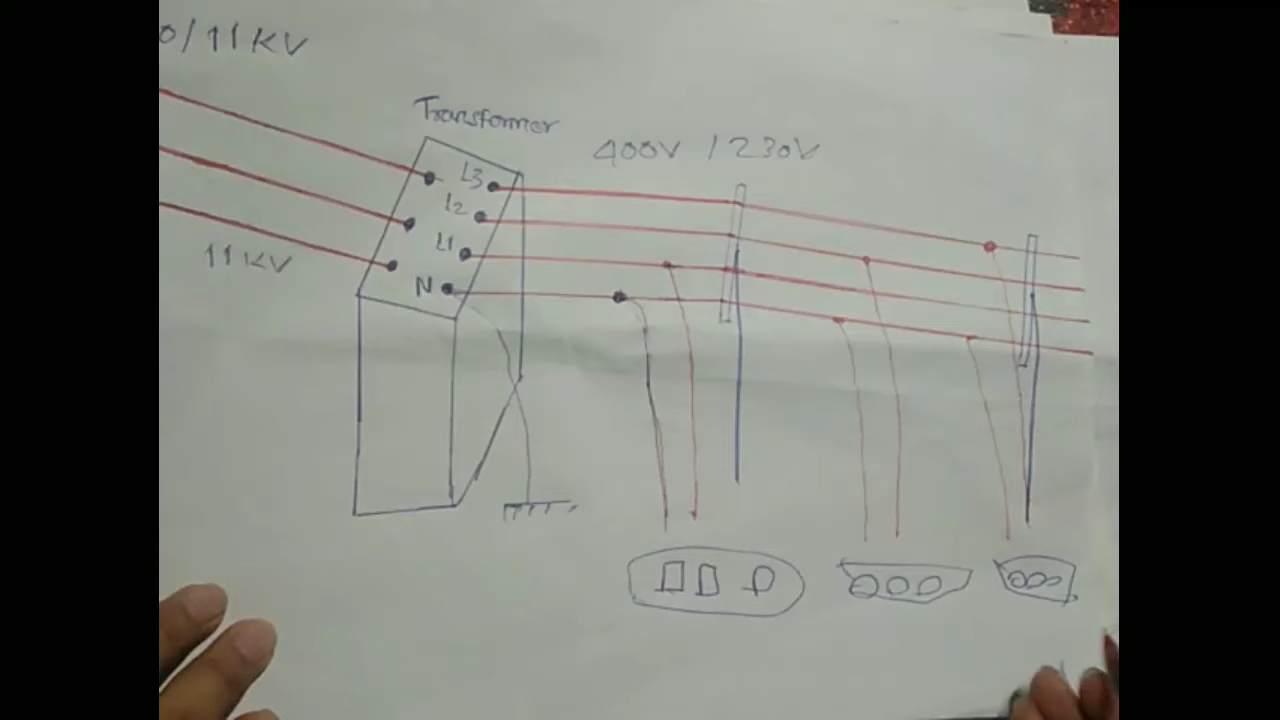 0/11KV
Transformer
400V / 230V
L3
L2
L1
N
11KV